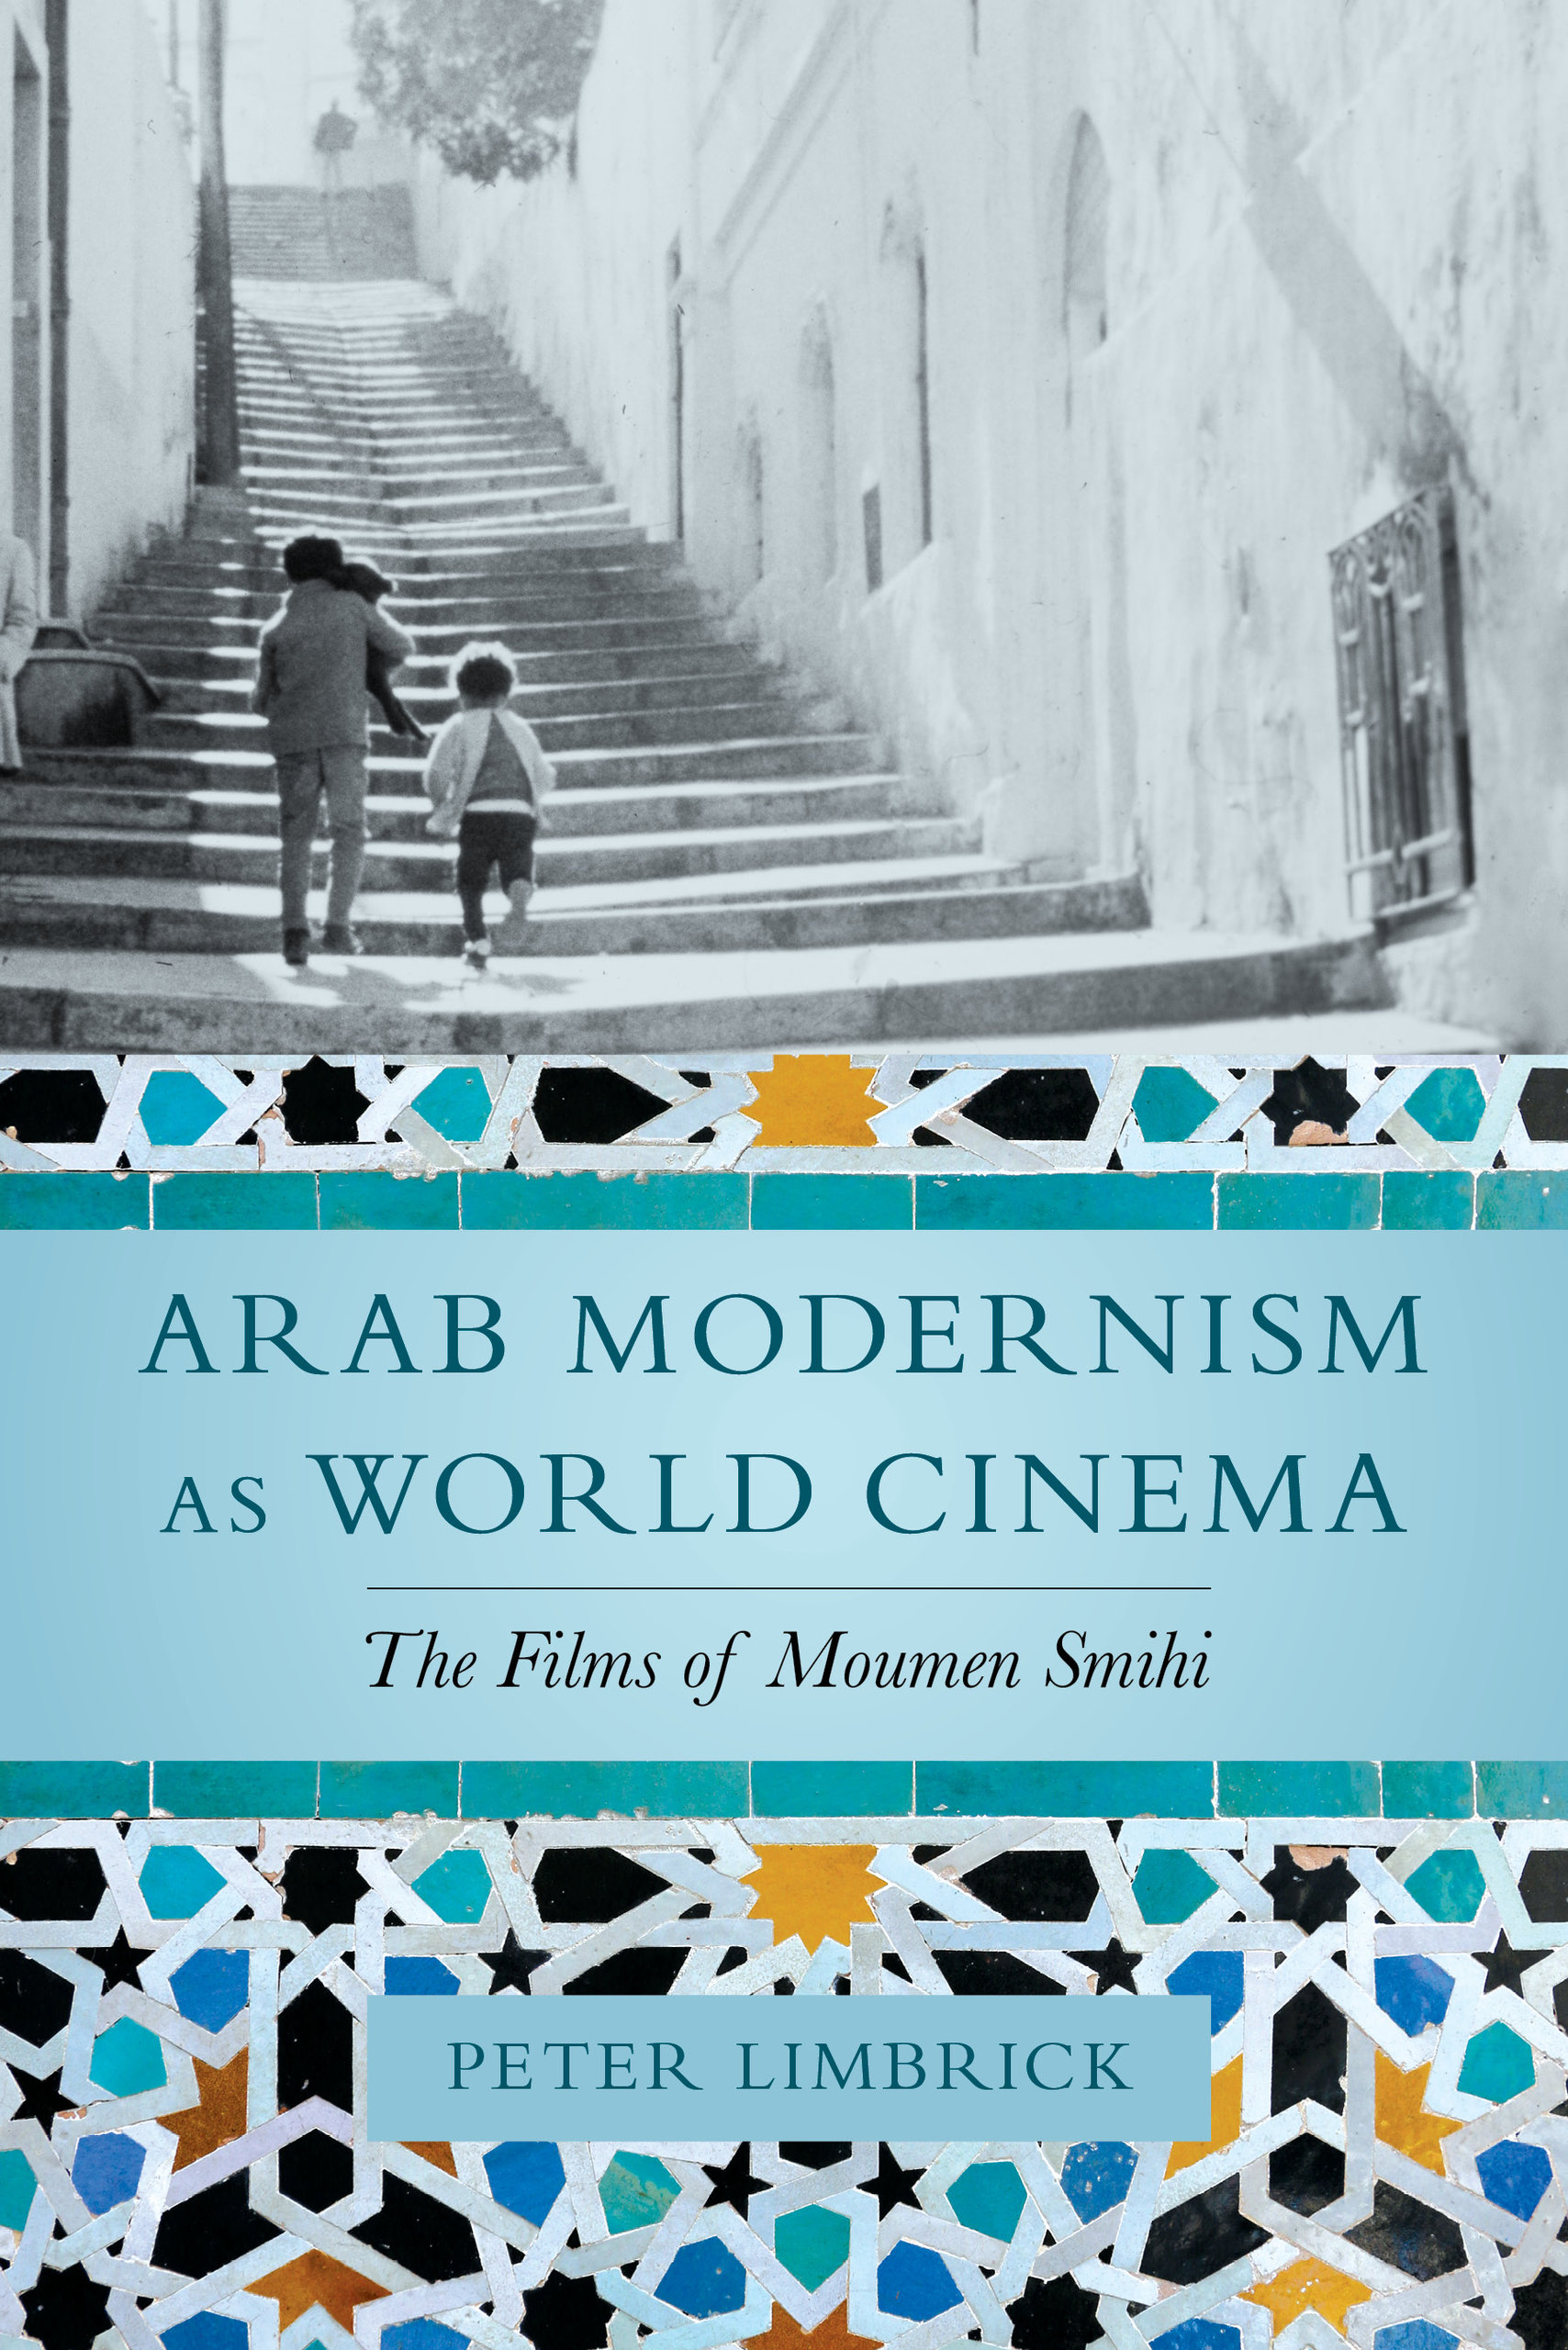 ARAB MODERNISM
AS WORLD CINEMA
The Films of Moumen Smihi
PETER LIMBRICK